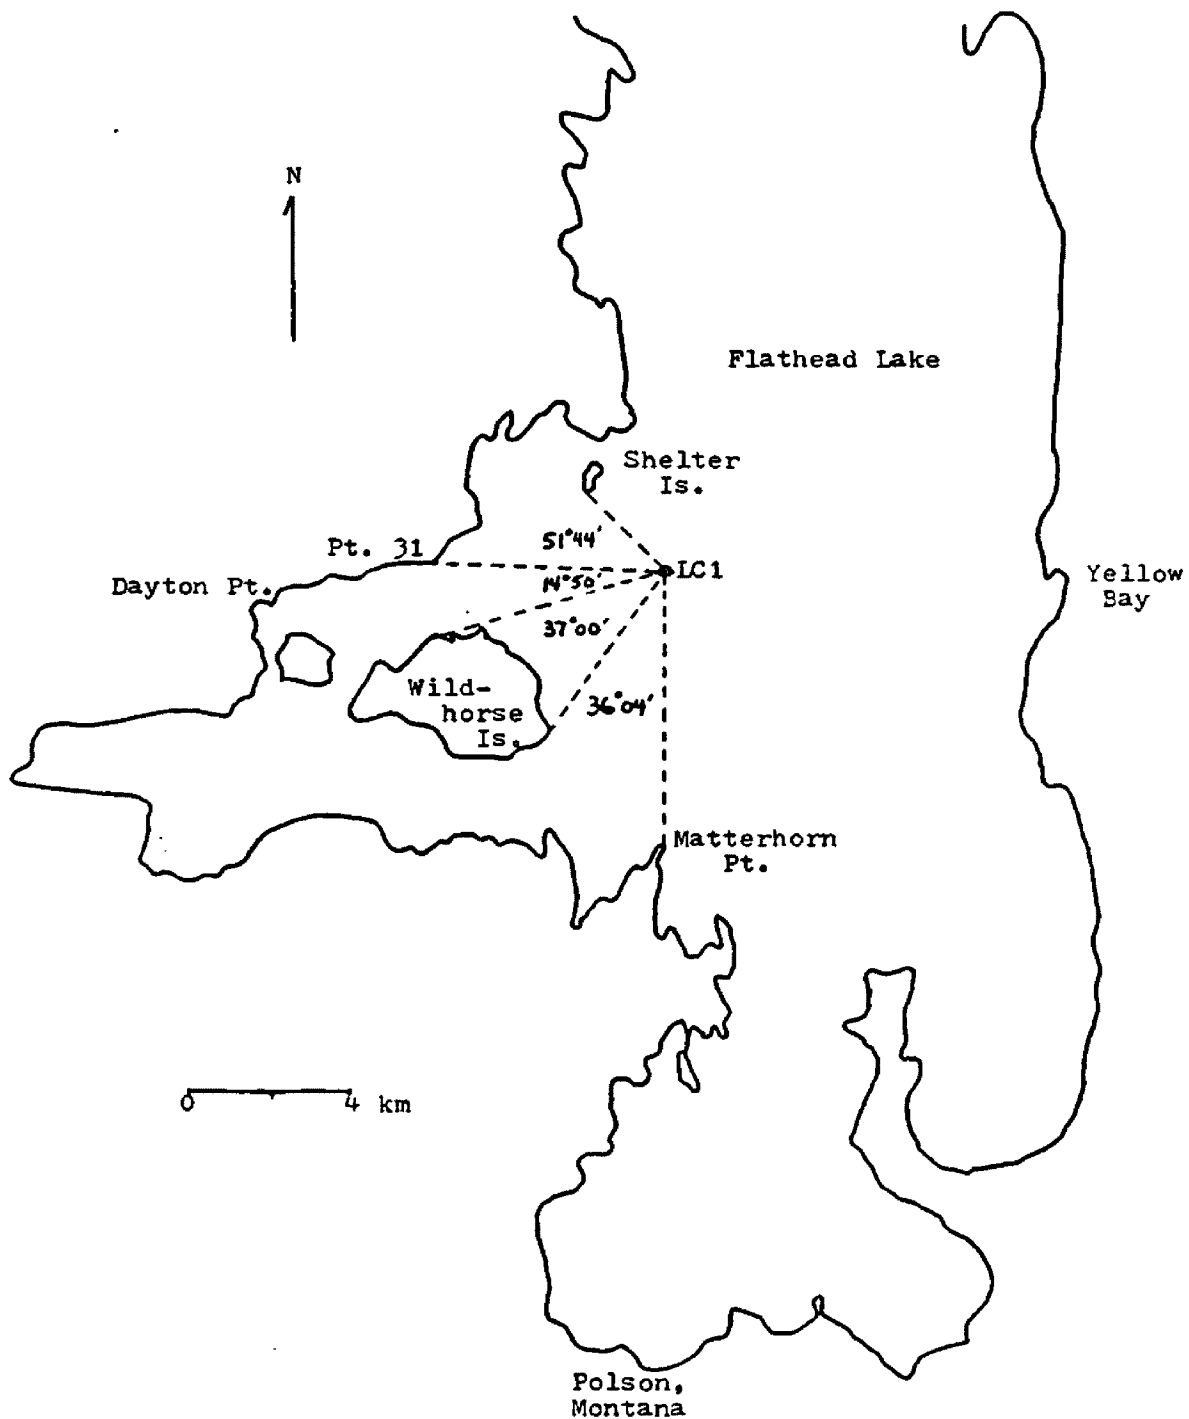 N
Flathead Lake
Shelter
Is.
51°44'
Pt. 31
LC1
Dayton Pt.
14°50'
Yellow
Bay
37°00'
Wild-
horse
Is.
36°04'
Matterhorn
Pt.
0 4 km
Polson,
Montana